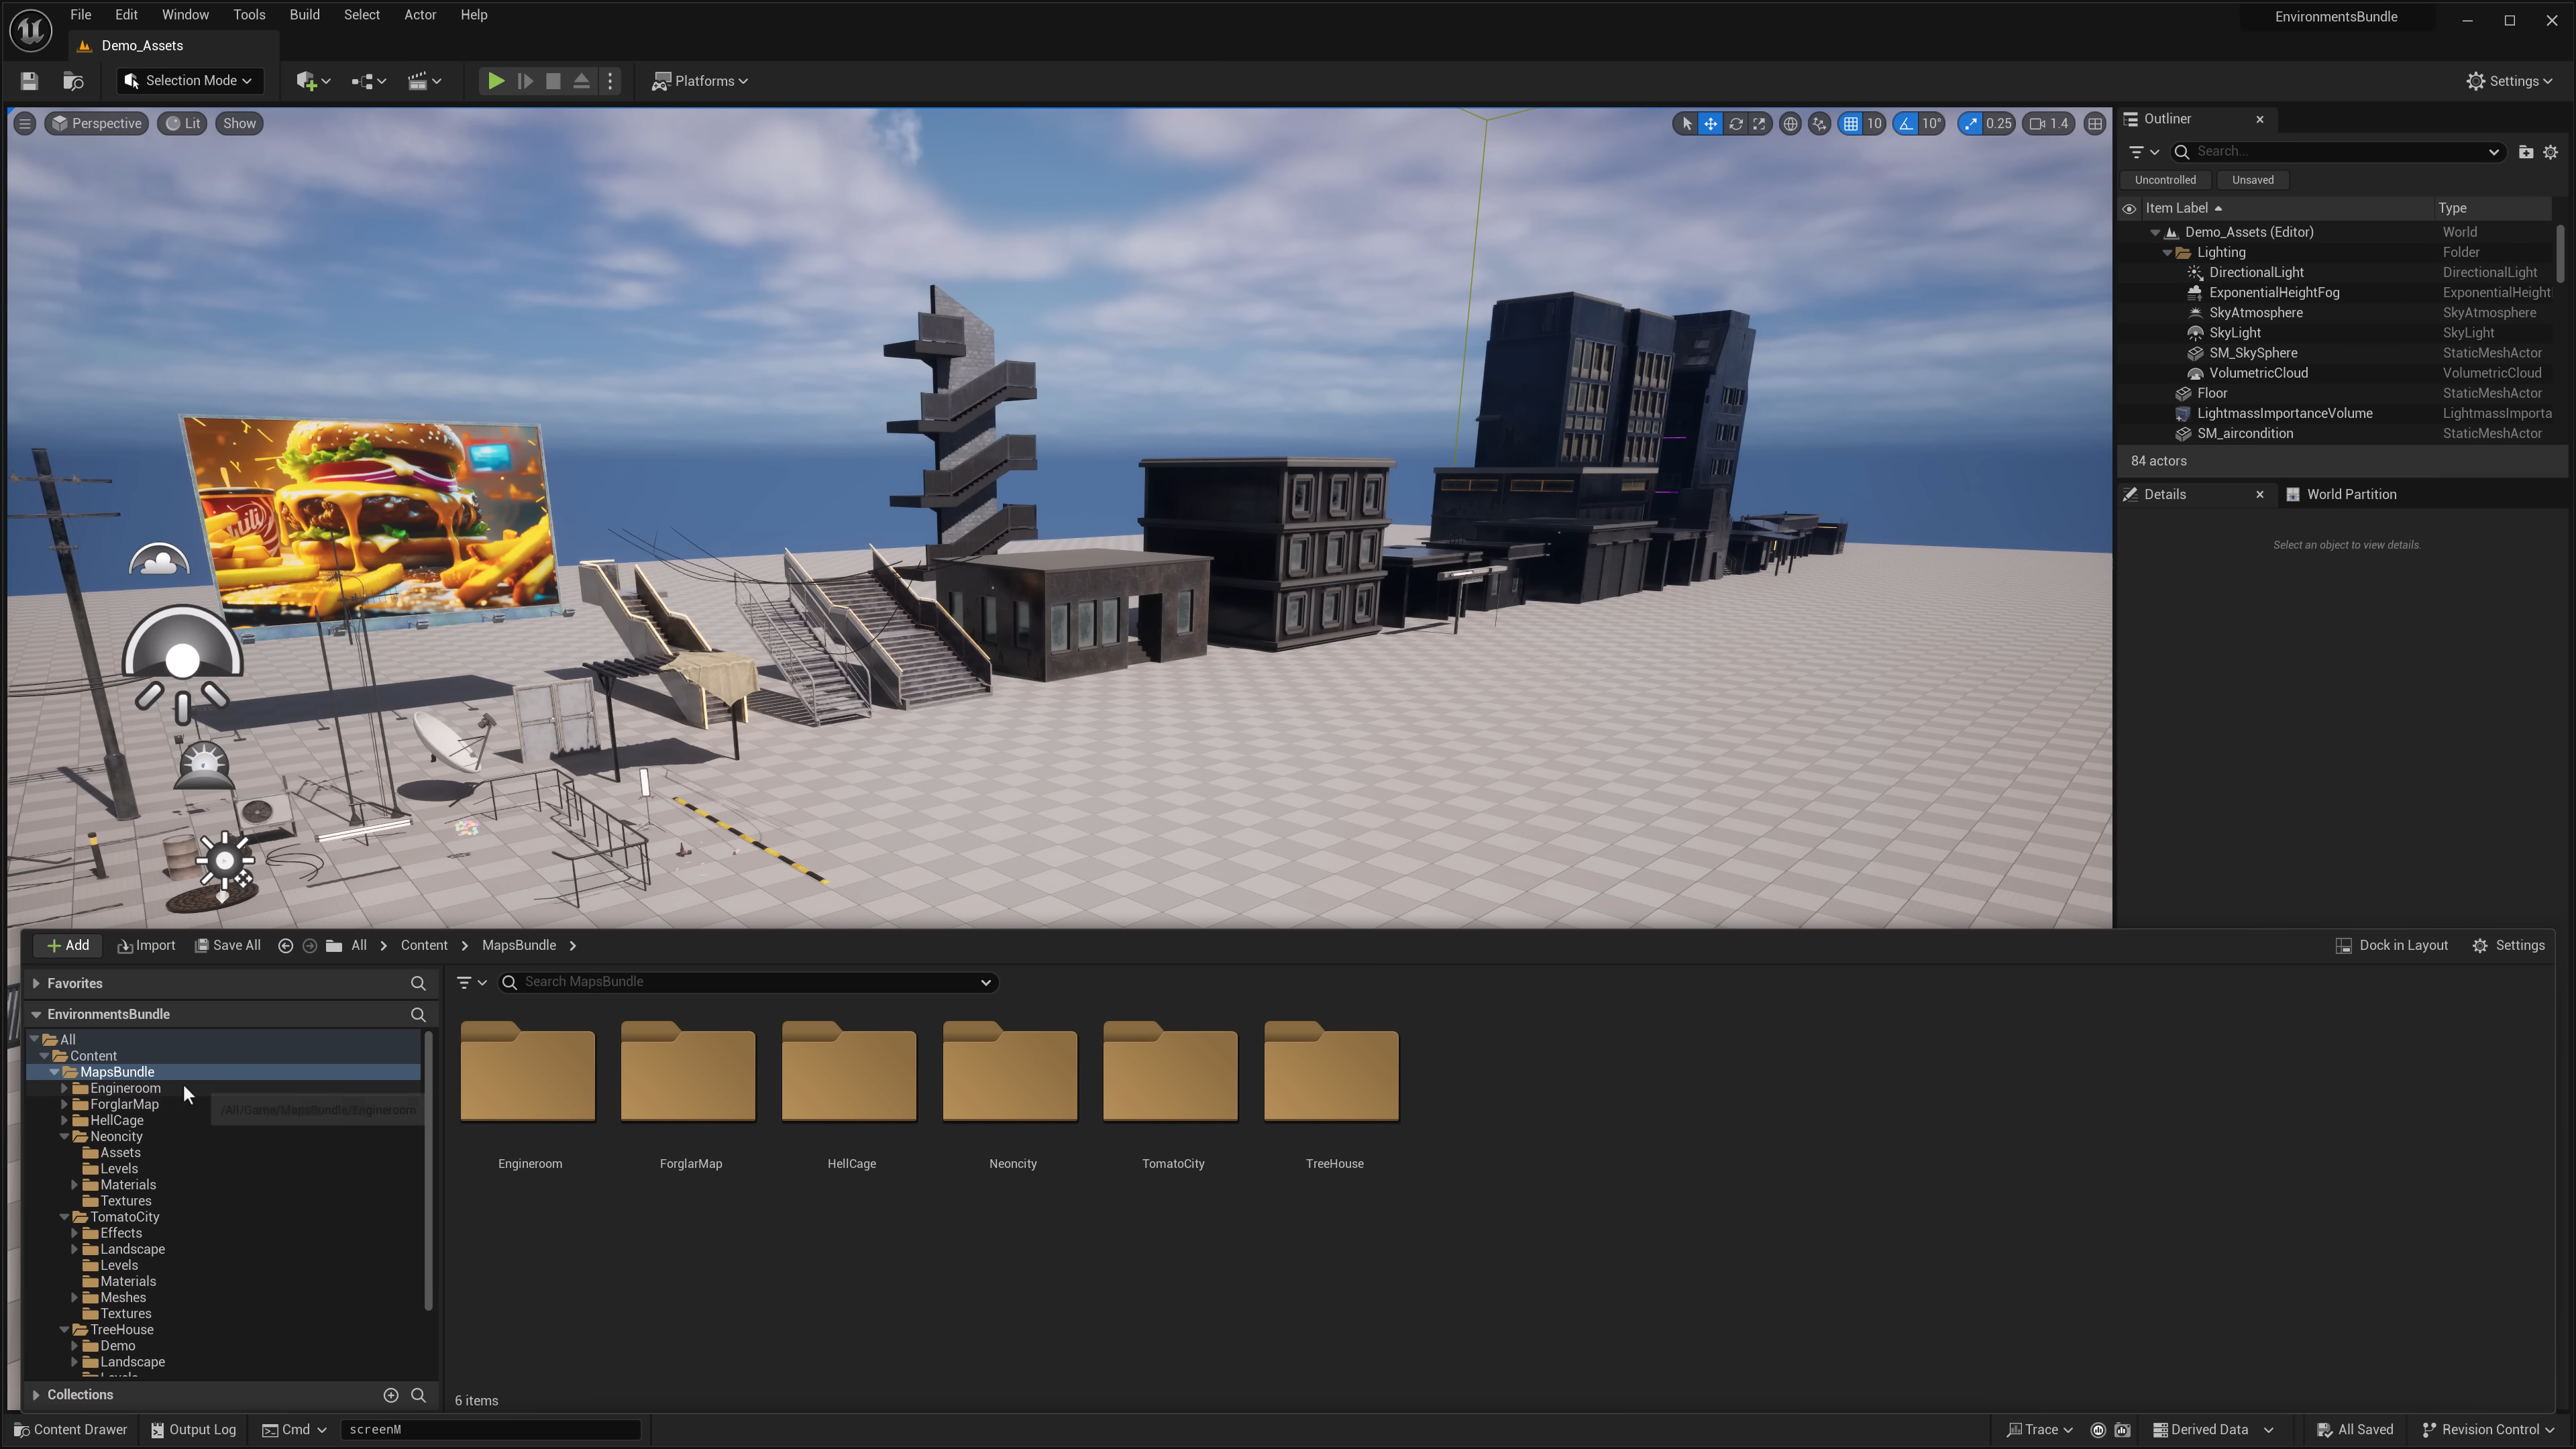 File Edit Window Tools Build Select Actor Help
EnvironmentsBundle
Demo_Assets
Selection Mode
Platforms
Settings
Perspective
Lit
Show
10
10°
0.25
1.4
Outliner
Search...
Uncontrolled
Unsaved
Item Label
Type
Demo_Assets (Editor) World
Lighting Folder
DirectionalLight DirectionalLight
ExponentialHeightFog ExponentialHeight
SkyAtmosphere SkyAtmosphere
SkyLight SkyLight
SM_SkySphere StaticMeshActor
VolumetricCloud VolumetricCloud
Floor StaticMeshActor
LightmassImportanceVolume LightmassImporta
SM_aircondition StaticMeshActor
84 actors
Details
World Partition
Select an object to view details.
Add
Import
Save All
All
Content
MapsBundle
Dock in Layout
Settings
Favorites
EnvironmentsBundle
All
Content
MapsBundle
Engineroom
ForglarMap
/All/Game/MapsBundle/Engineroom
HellCage
Neoncity
Assets
Levels
Materials
Textures
TomatoCity
Effects
Landscape
Levels
Materials
Meshes
Textures
TreeHouse
Demo
Landscape
Collections
Search MapsBundle
Engineroom
ForglarMap
HellCage
Neoncity
TomatoCity
TreeHouse
6 items
Content Drawer
Output Log
Cmd
screenM
Trace
Derived Data
All Saved
Revision Control